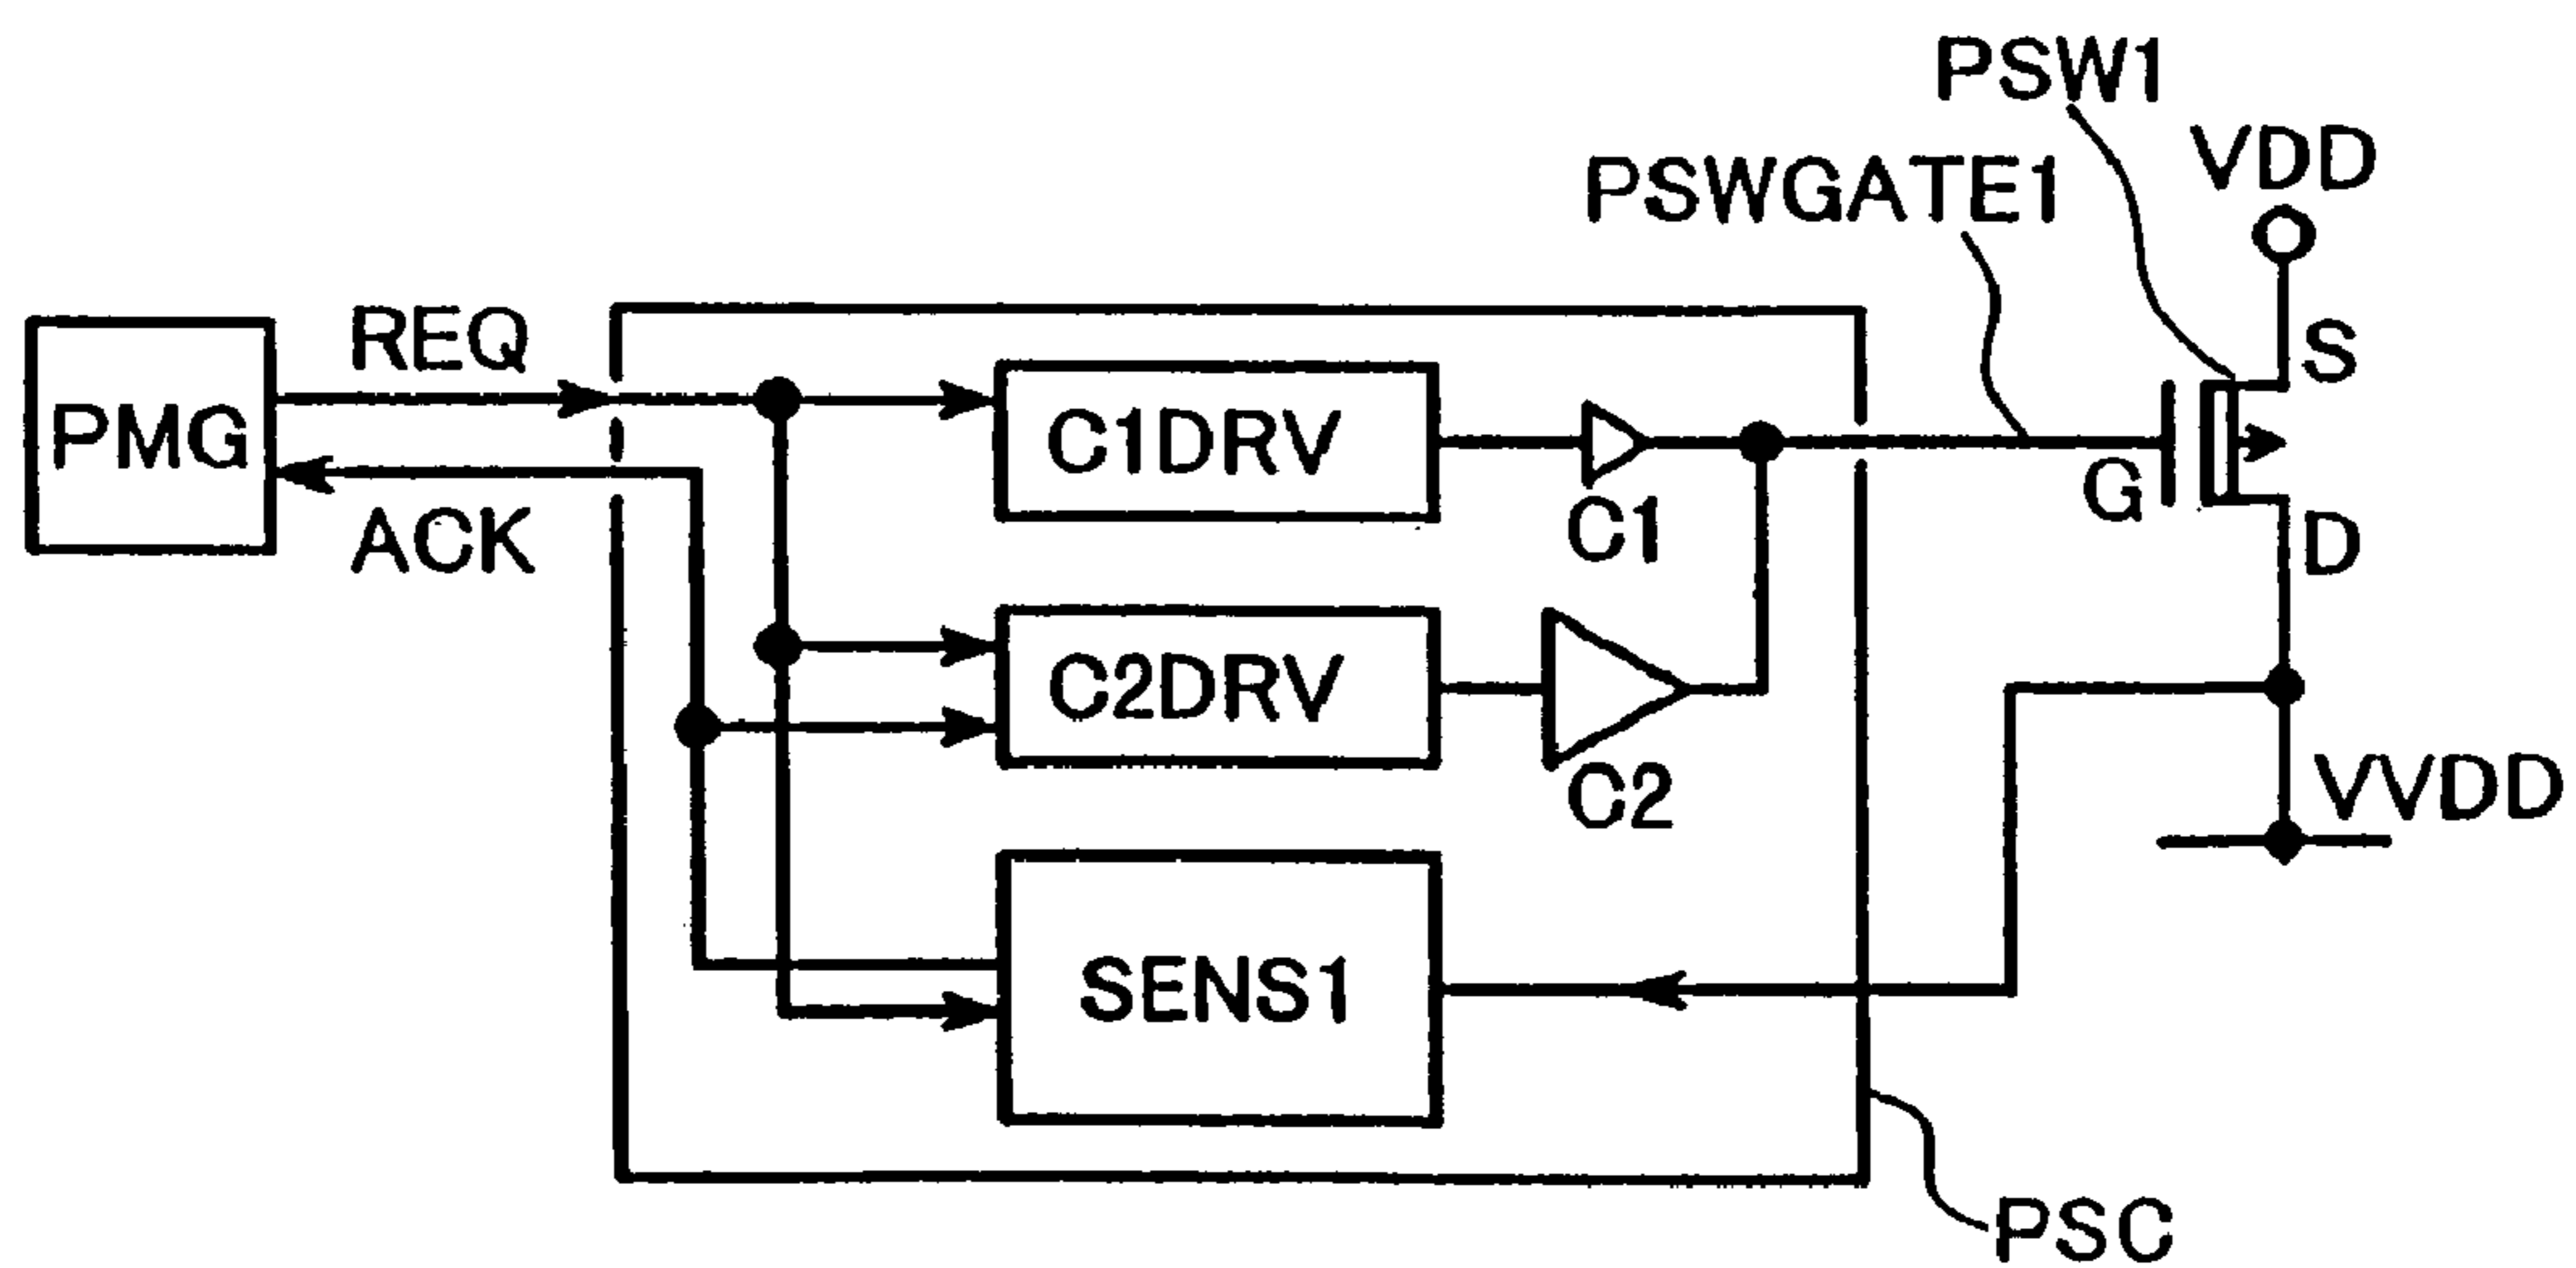 PSW1
VDD
PSWGATE1
REQ
S
PMG
C1DRV
G
C1
ACK
D
C2DRV
C2
VVDD
SENS1
PSC